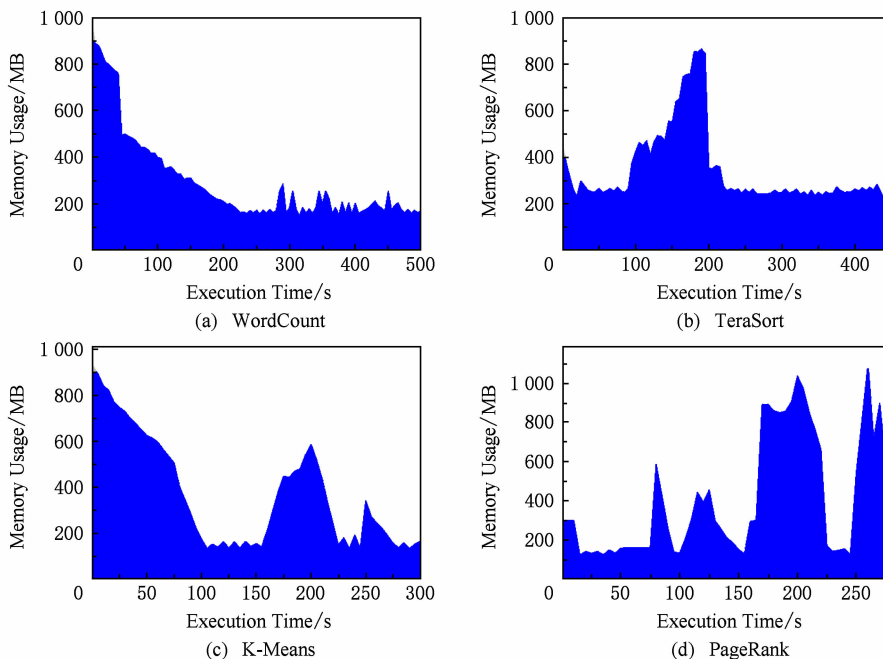 1 000
800
600
400
200
0
Memory Usage/MB
100 200 300 400 500
Execution Time/s
(a) WordCount
1 000
800
600
400
200
0
Memory Usage/MB
100 200 300 400
Execution Time/s
(b) TeraSort
1 000
800
600
400
200
0
Memory Usage/MB
50 100 150 200 250 300
Execution Time/s
(c) K-Means
1 000
800
600
400
200
0
Memory Usage/MB
50 100 150 200 250
Execution Time/s
(d) PageRank